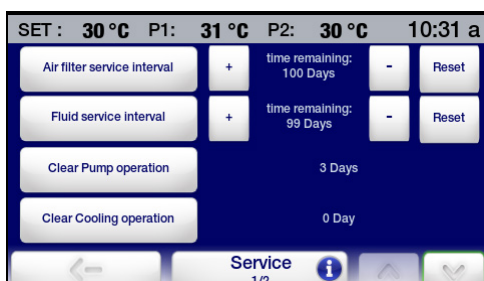 SET : 30 °C P1: 31 °C P2: 30 °C 10:31 a
Air filter service interval + time remaining: - Reset
100 Days
Fluid service interval + time remaining: - Reset
99 Days
Clear Pump operation 3 Days
Clear Cooling operation 0 Day
Service
1/2